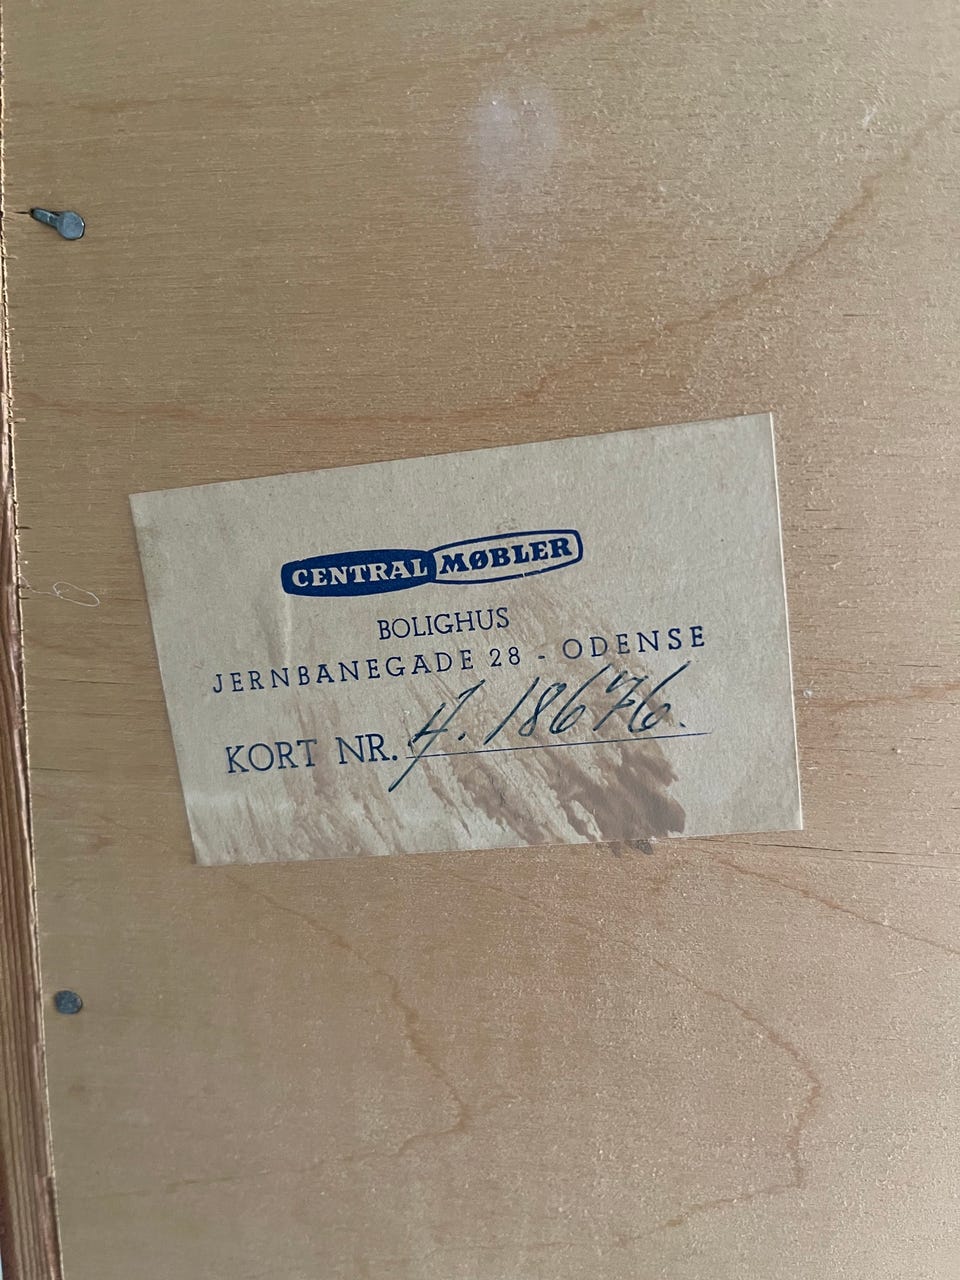 CENTRAL MØBLER
BOLIGHUS
JERNBANEGADE 28 - ODENSE
KORT NR. 4. 18676.